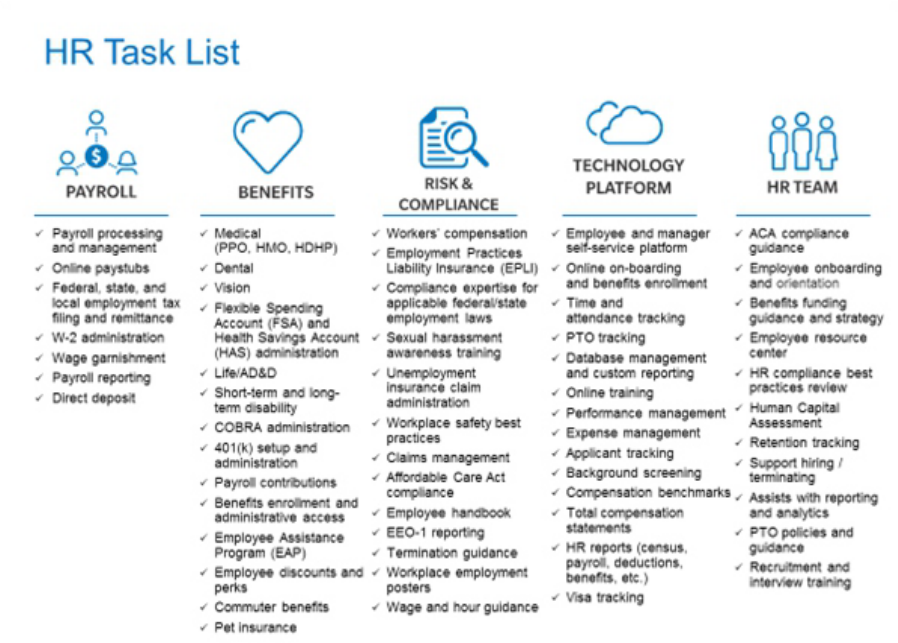 HR Task List
PAYROLL
✓ Payroll processing
and management
✓ Online paystubs
✓ Federal, state, and
local employment tax
filing and remittance
✓ W-2 administration
✓ Wage garnishment
✓ Payroll reporting
✓ Direct deposit
BENEFITS
✓ Medical
(PPO, HMO, HDHP)
✓ Dental
✓ Vision
✓ Flexible Spending
Account (FSA) and
Health Savings Account
(HAS) administration
✓ Life/AD&D
✓ Short-term and long-
term disability
✓ COBRA administration
✓ 401(k) setup and
administration
✓ Payroll contributions
✓ Benefits enrollment and
administrative access
✓ Employee Assistance
Program (EAP)
✓ Employee discounts and
perks
✓ Commuter benefits
✓ Pet insurance
RISK &
COMPLIANCE
✓ Workers' compensation
✓ Employment Practices
Liability Insurance (EPLI)
✓ Compliance expertise for
applicable federal/state
employment laws
✓ Sexual harassment
awareness training
✓ Unemployment
insurance claim
administration
✓ Workplace safety best
practices
✓ Claims management
✓ Affordable Care Act
compliance
✓ Employee handbook
✓ EEO-1 reporting
✓ Termination guidance
✓ Workplace employment
posters
✓ Wage and hour guidance
TECHNOLOGY
PLATFORM
✓ Employee and manager
self-service platform
✓ Online on-boarding
and benefits enrollment
✓ Time and
attendance tracking
✓ PTO tracking
✓ Database management
and custom reporting
✓ Online training
✓ Performance management
✓ Expense management
✓ Applicant tracking
✓ Background screening
✓ Compensation benchmarks
✓ Total compensation
statements
✓ HR reports (census,
payroll, deductions,
benefits, etc.)
✓ Visa tracking
HR TEAM
✓ ACA compliance
guidance
✓ Employee onboarding
and orientation
✓ Benefits funding
guidance and strategy
✓ Employee resource
center
✓ HR compliance best
practices review
✓ Human Capital
Assessment
✓ Retention tracking
✓ Support hiring /
terminating
✓ Assists with reporting
and analytics
✓ PTO policies and
guidance
✓ Recruitment and
interview training